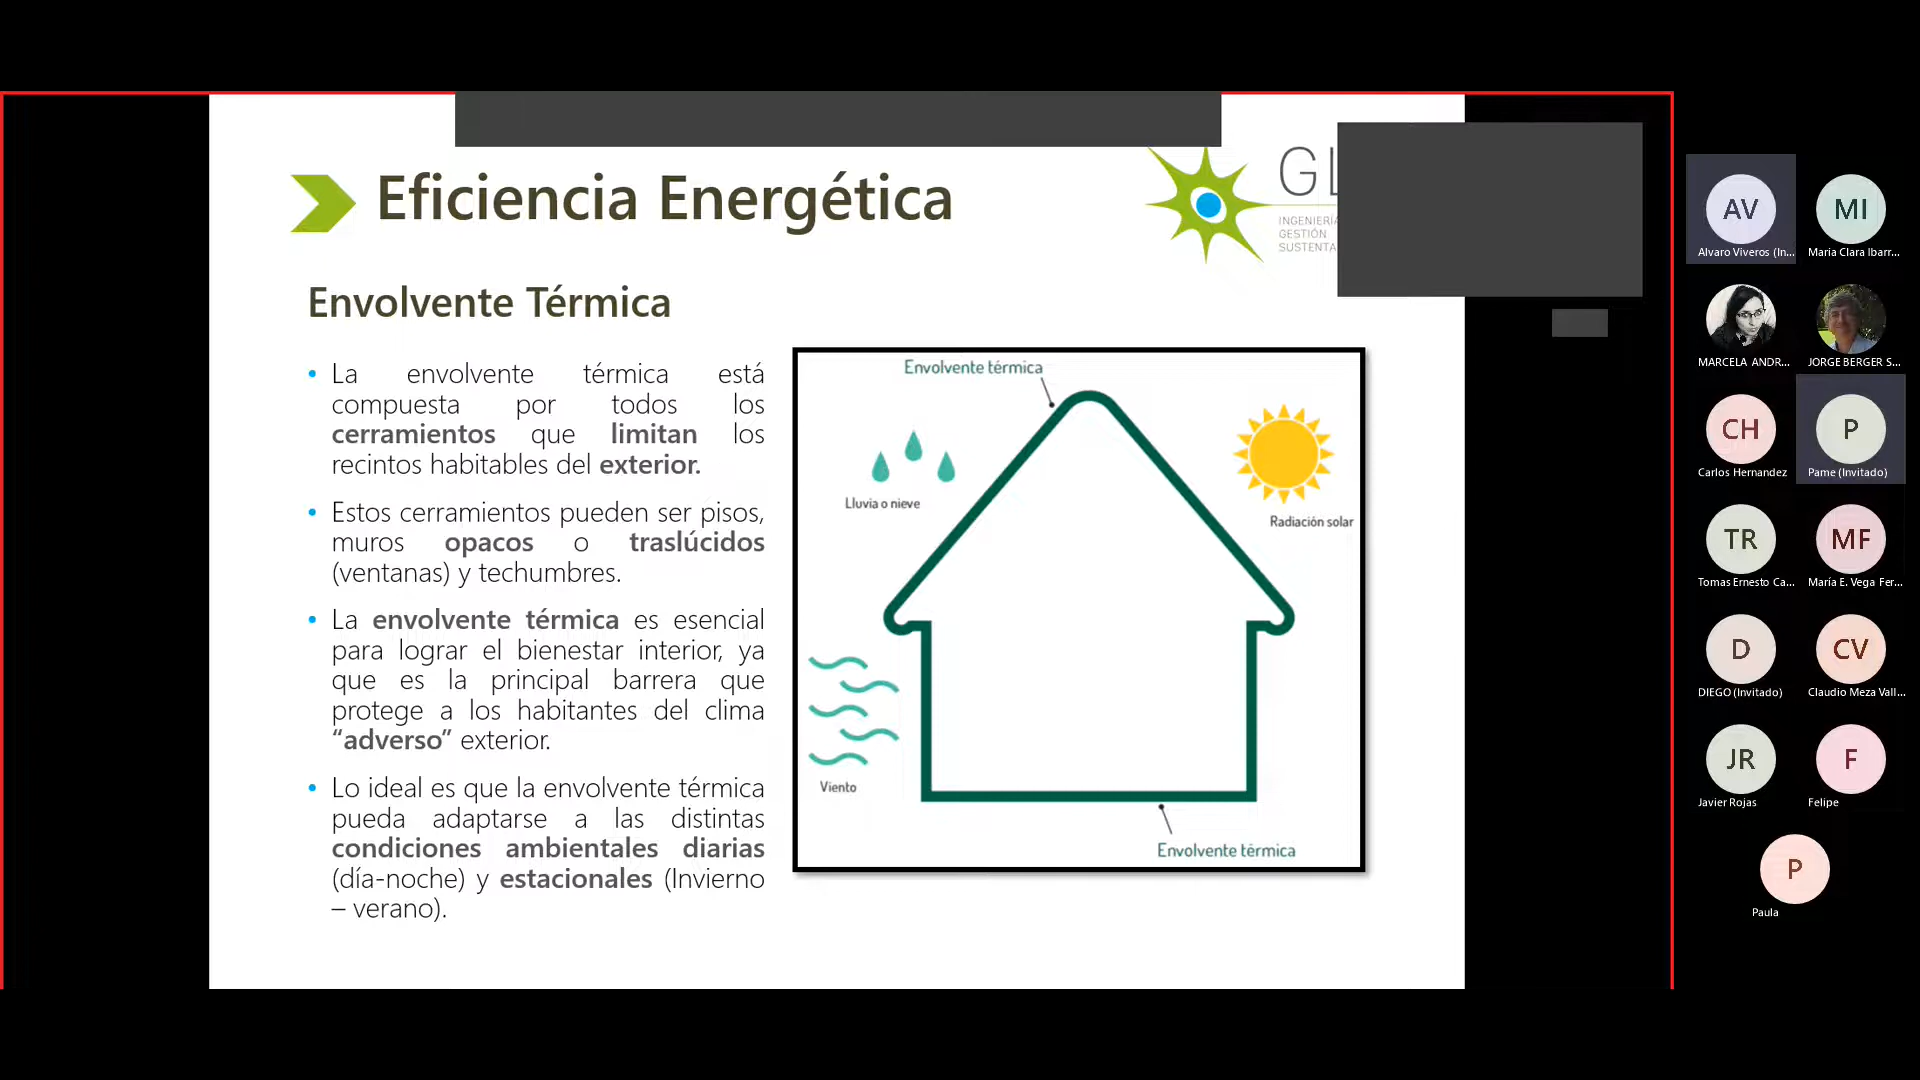 Eficiencia Energética
GL
INGENIERÍA
GESTIÓN
SUSTENTA
Envolvente Térmica
• La envolvente térmica está
compuesta por todos los
cerramientos que limitan los
recintos habitables del exterior.
• Estos cerramientos pueden ser pisos,
muros opacos o traslúcidos
(ventanas) y techumbres.
• La envolvente térmica es esencial
para lograr el bienestar interior, ya
que es la principal barrera que
protege a los habitantes del clima
“adverso” exterior.
• Lo ideal es que la envolvente térmica
pueda adaptarse a las distintas
condiciones ambientales diarias
(día-noche) y estacionales (Invierno
– verano).
Envolvente térmica
Lluvia o nieve
Radiación solar
Viento
Envolvente térmica
AV
Alvaro Viveros (In...
MI
Maria Clara Ibarr...
MARCELA ANDR...
JORGE BERGER S...
CH
Carlos Hernandez
P
Pame (Invitado)
TR
Tomas Ernesto Ca...
MF
María E. Vega Fer...
D
DIEGO (Invitado)
CV
Claudio Meza Vall...
JR
Javier Rojas
F
Felipe
P
Paula